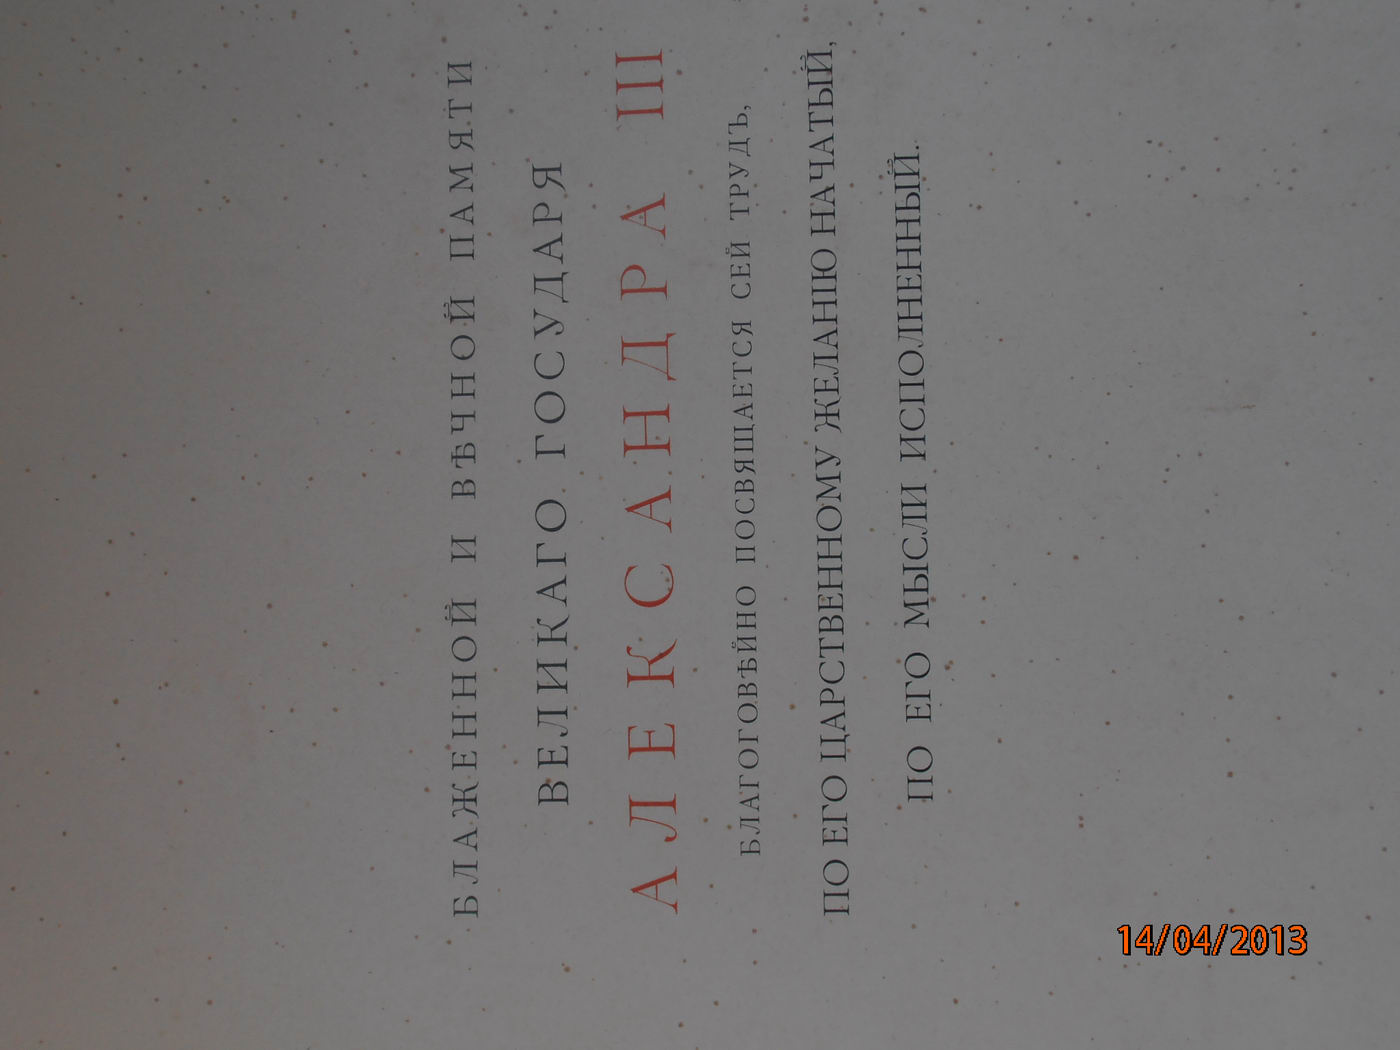 БЛАЖЕННОЙ И ВѢЧНОЙ ПАМЯТИ
ВЕЛИКАГО ГОСУДАРЯ
АЛЕКСАНДРА III
БЛАГОГОВѢЙНО ПОСВЯЩАЕТСЯ СЕЙ ТРУДЪ,
ПО ЕГО ЦАРСТВЕННОМУ ЖЕЛАНІЮ НАЧАТЫЙ,
ПО ЕГО МЫСЛИ ИСПОЛНЕННЫЙ.
14/04/2013